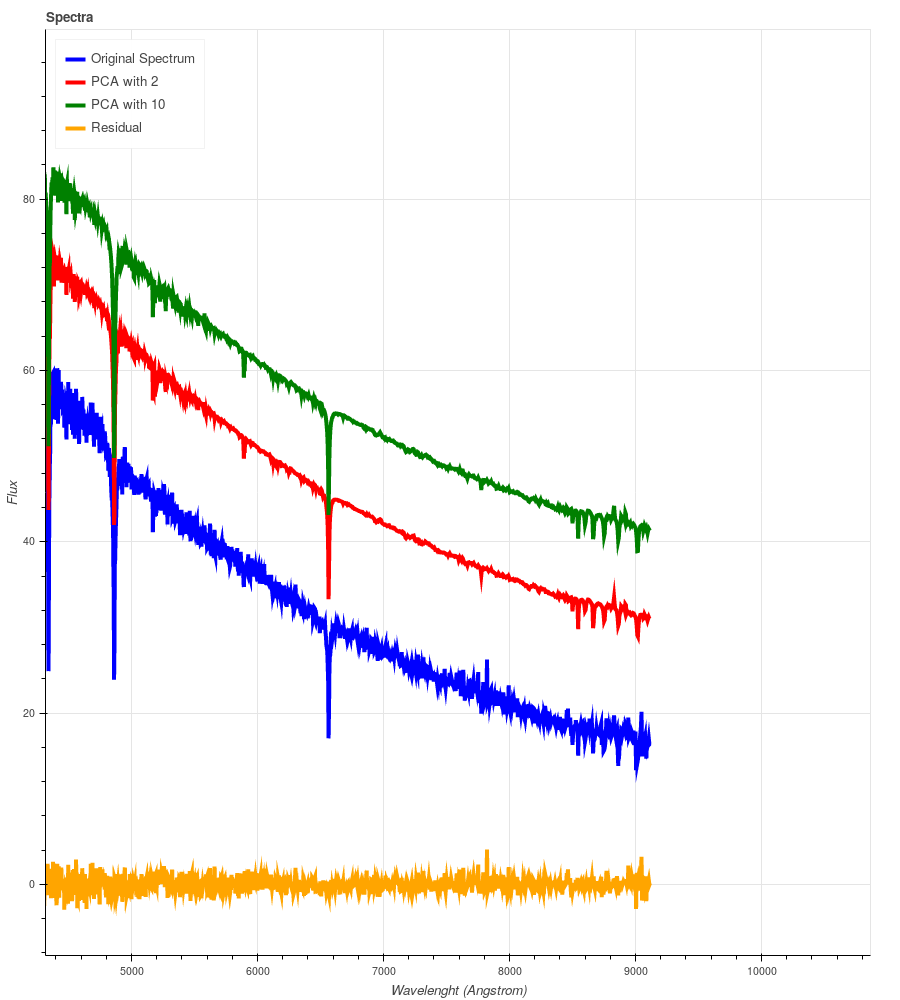 Spectra
Original Spectrum
PCA with 2
PCA with 10
Residual
80
60
40
20
0
Flux
5000
6000
7000
8000
9000
10000
Wavelenght (Angstrom)